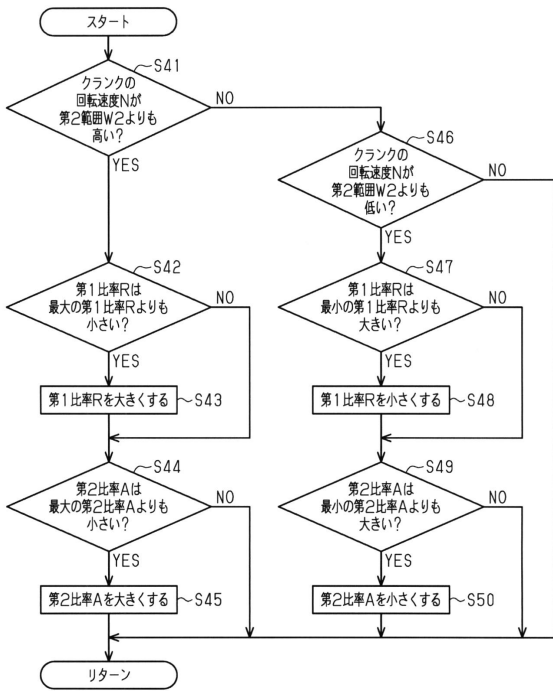 スタート
S41
クランクの
回転速度Nが
第2範囲W2よりも
高い?
NO
YES
S46
クランクの
回転速度Nが
第2範囲W2よりも
低い?
NO
YES
S42
第1比率Rは
最大の第1比率Rよりも
小さい?
NO
YES
第1比率Rを大きくする
S43
S47
第1比率Rは
最小の第1比率Rよりも
大きい?
NO
YES
第1比率Rを小さくする
S48
S44
第2比率Aは
最大の第2比率Aよりも
小さい?
NO
YES
第2比率Aを大きくする
S45
S49
第2比率Aは
最小の第2比率Aよりも
大きい?
NO
YES
第2比率Aを小さくする
S50
リターン